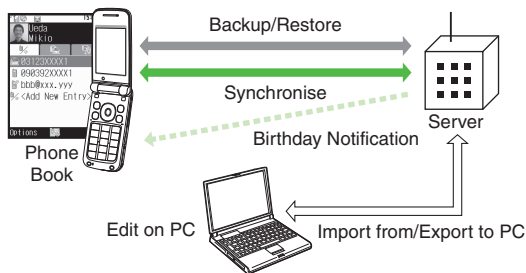 Backup/Restore
Ueda
Mikio
03123XXXX1
090392XXXX1
bbb@xxx.yyy
<Add New Entry>
Synchronise
Server
Options
Birthday Notification
Phone
Book
Edit on PC
Import from/Export to PC